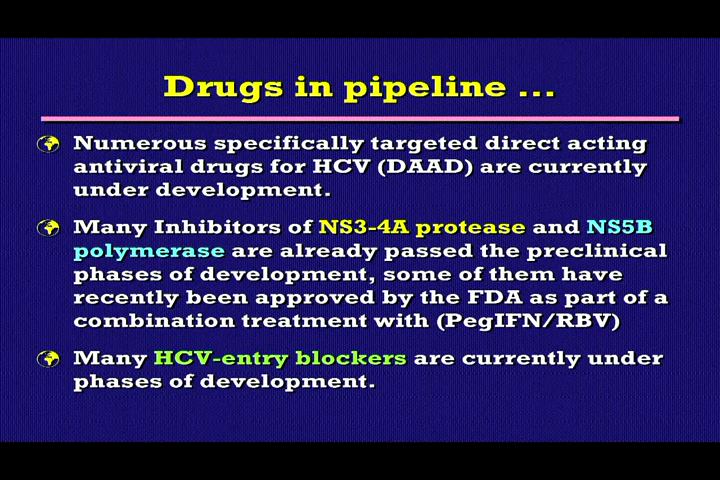 Drugs in pipeline ...
Numerous specifically targeted direct acting
antiviral drugs for HCV (DAAD) are currently
under development.
Many Inhibitors of NS3-4A protease and NS5B
polymerase are already passed the preclinical
phases of development, some of them have
recently been approved by the FDA as part of a
combination treatment with (PegIFN/RBV)
Many HCV-entry blockers are currently under
phases of development.